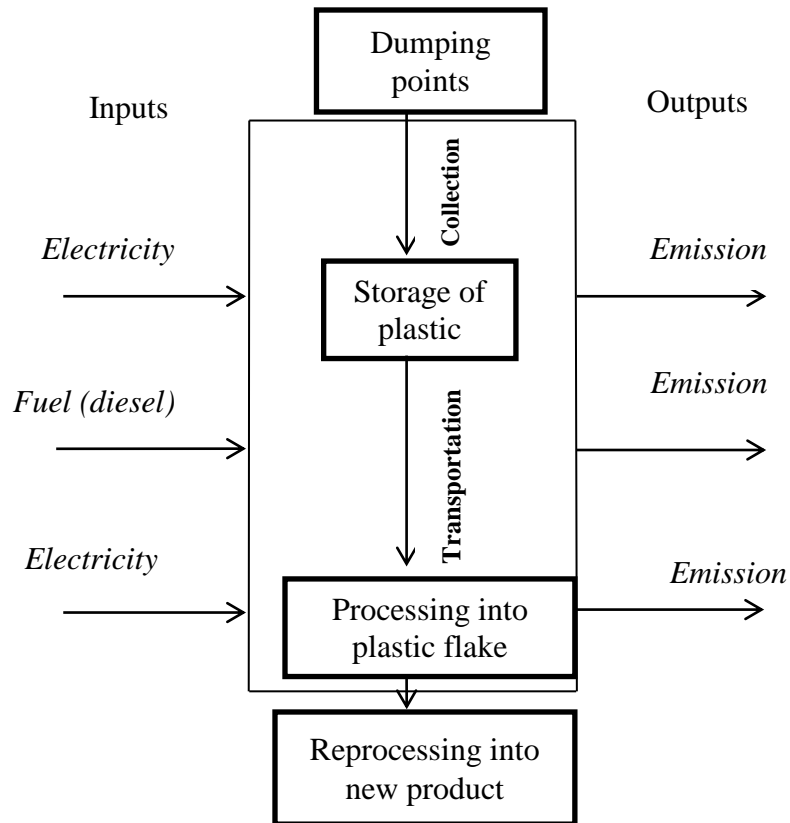 Dumping
points
Inputs
Outputs
Collection
Electricity
Emission
Storage of
plastic
Fuel (diesel)
Emission
Transportation
Electricity
Emission
Processing into
plastic flake
Reprocessing into
new product